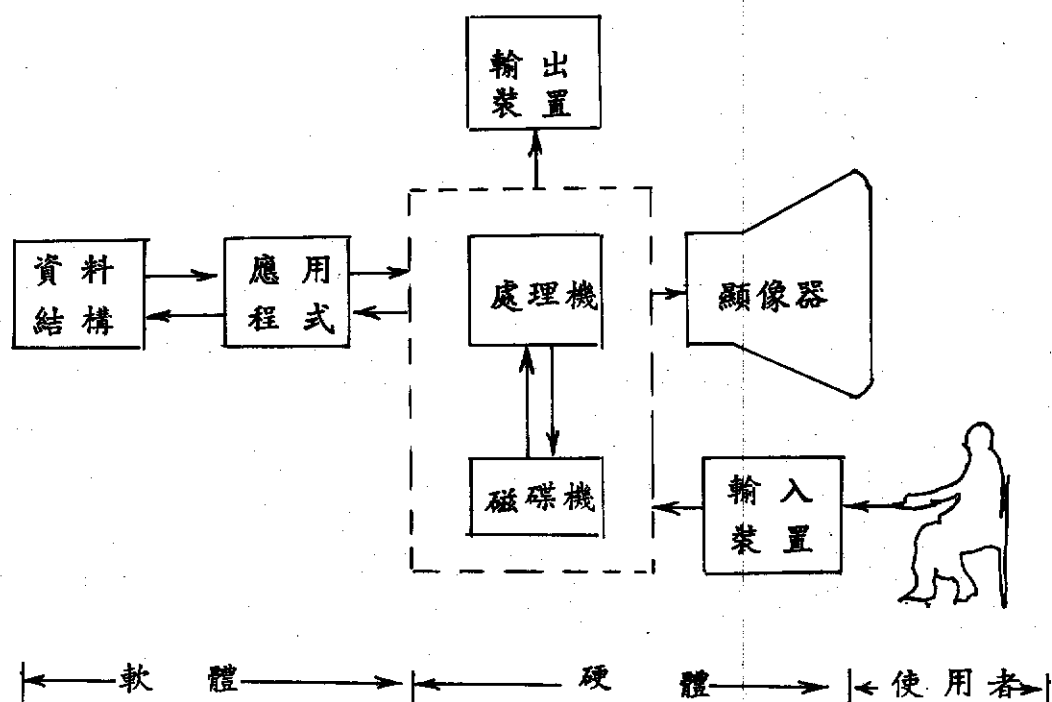 輸出
裝置
資料
結構
應用
程式
處理機
顯像器
磁碟機
輸入
裝置
軟體
硬體
使用者